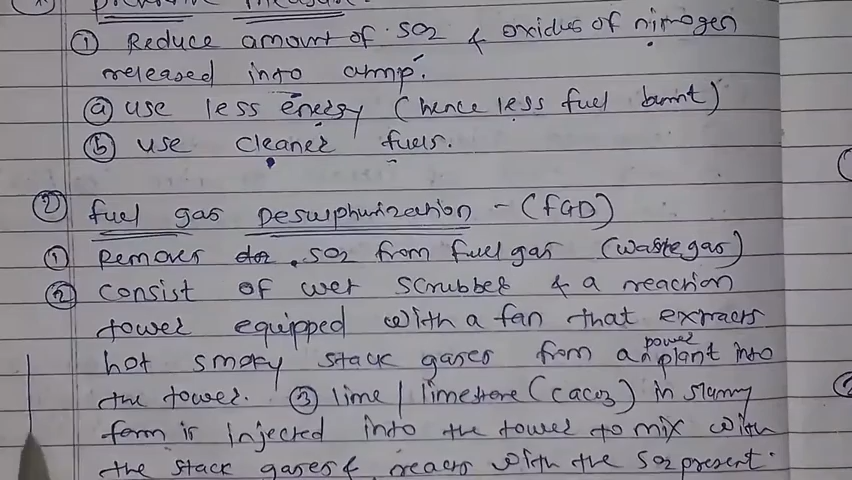 preventive measure.
① Reduce amount of SO2 & oxides of nitrogen
released into atmp.
ⓐ use less energy (hence less fuel burnt)
ⓑ use cleaner fuels.
② fuel gas Desulphurization - (FGD)
① Removes SO2 from fuel gas (waste gas)
② consist of wet scrubber & a reaction
tower equipped with a fan that extracts
hot smoky stack gases from a power plant into
the tower. ③ lime / limestone (CaCO3) in slurry
form is injected into the tower to mix with
the stack gases & reacts with the SO2 present.